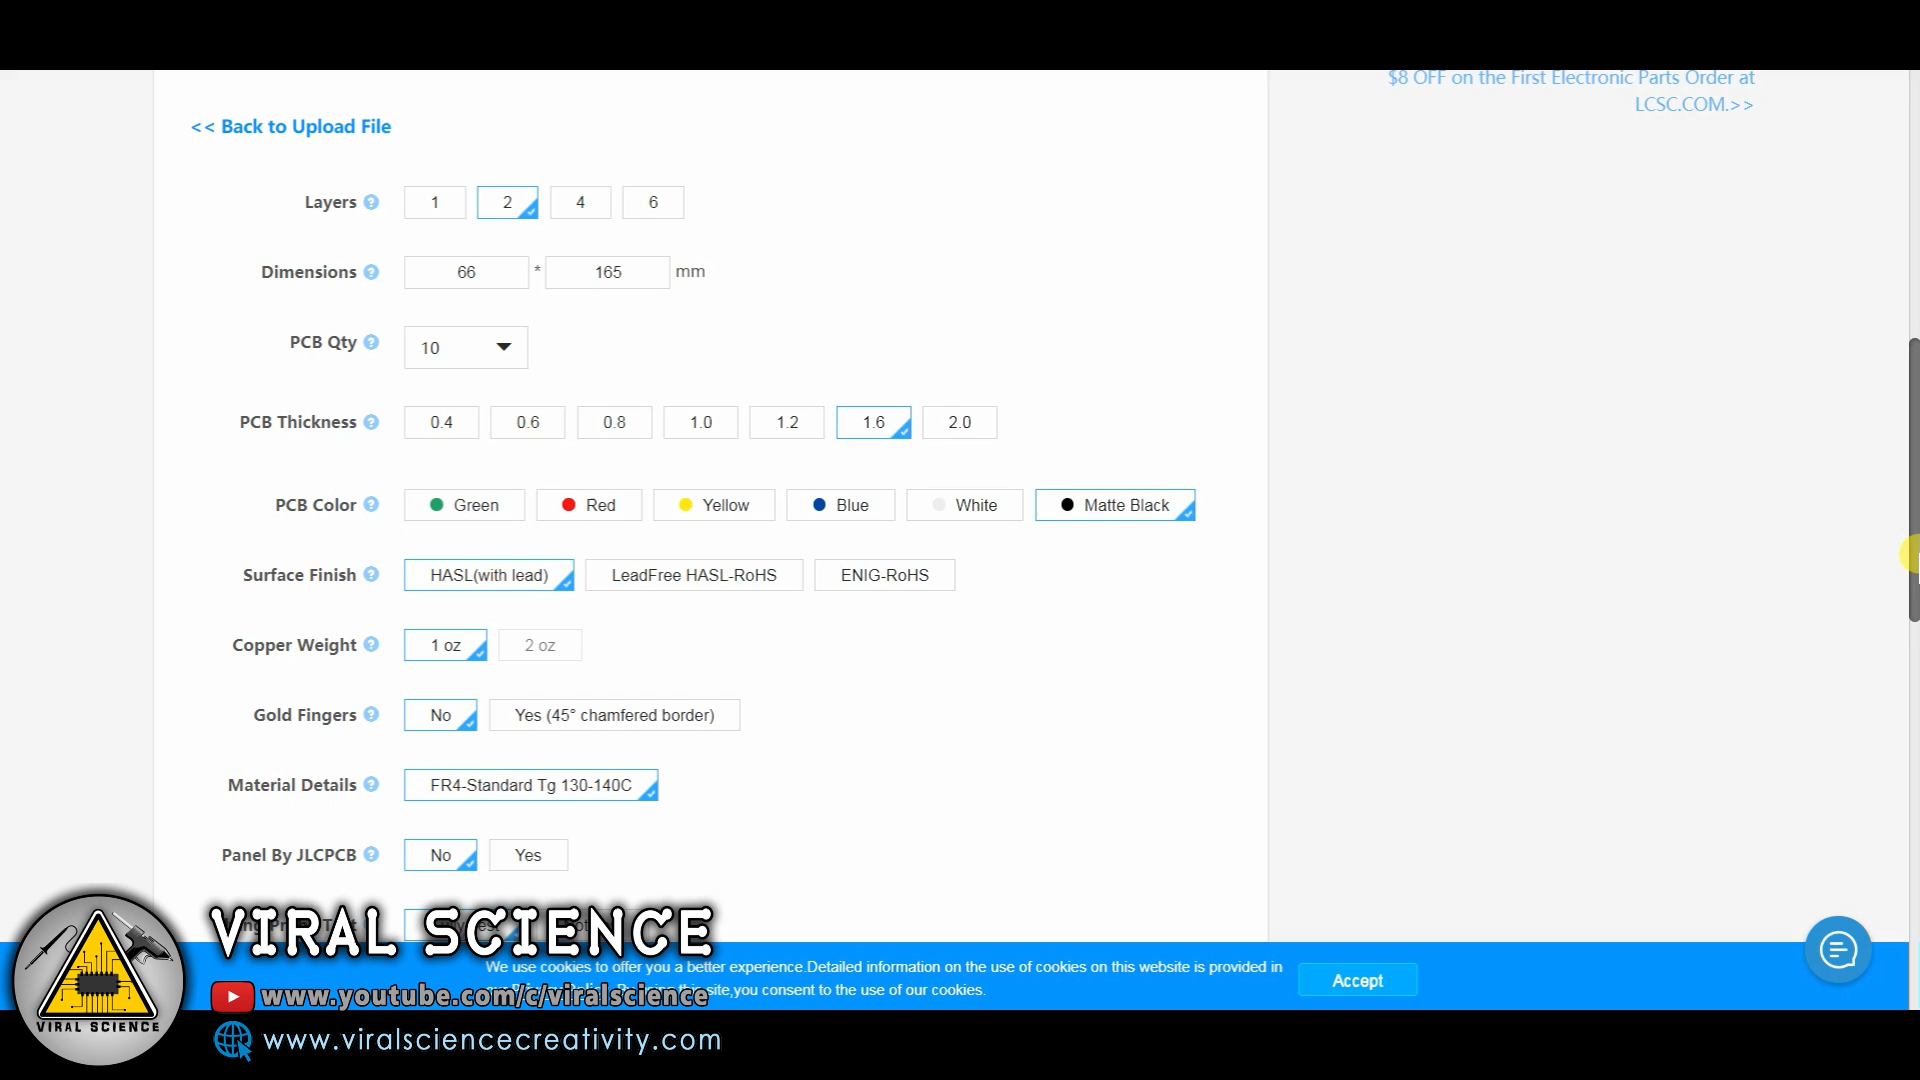 $8 OFF on the First Electronic Parts Order at
LCSC.COM.>>
<< Back to Upload File
Layers ? 1 2 4 6
Dimensions ? 66 * 165 mm
PCB Qty ? 10
PCB Thickness ? 0.4 0.6 0.8 1.0 1.2 1.6 2.0
PCB Color ? Green Red Yellow Blue White Matte Black
Surface Finish ? HASL(with lead) LeadFree HASL-RoHS ENIG-RoHS
Copper Weight ? 1 oz 2 oz
Gold Fingers ? No Yes (45° chamfered border)
Material Details ? FR4-Standard Tg 130-140C
Panel By JLCPCB ? No Yes
VIRAL SCIENCE
We use cookies to offer you a better experience.Detailed information on the use of cookies on this website is provided in
site,you consent to the use of our cookies.
Accept
www.youtube.com/c/viralscience
VIRAL SCIENCE
www.viralsciencecreativity.com